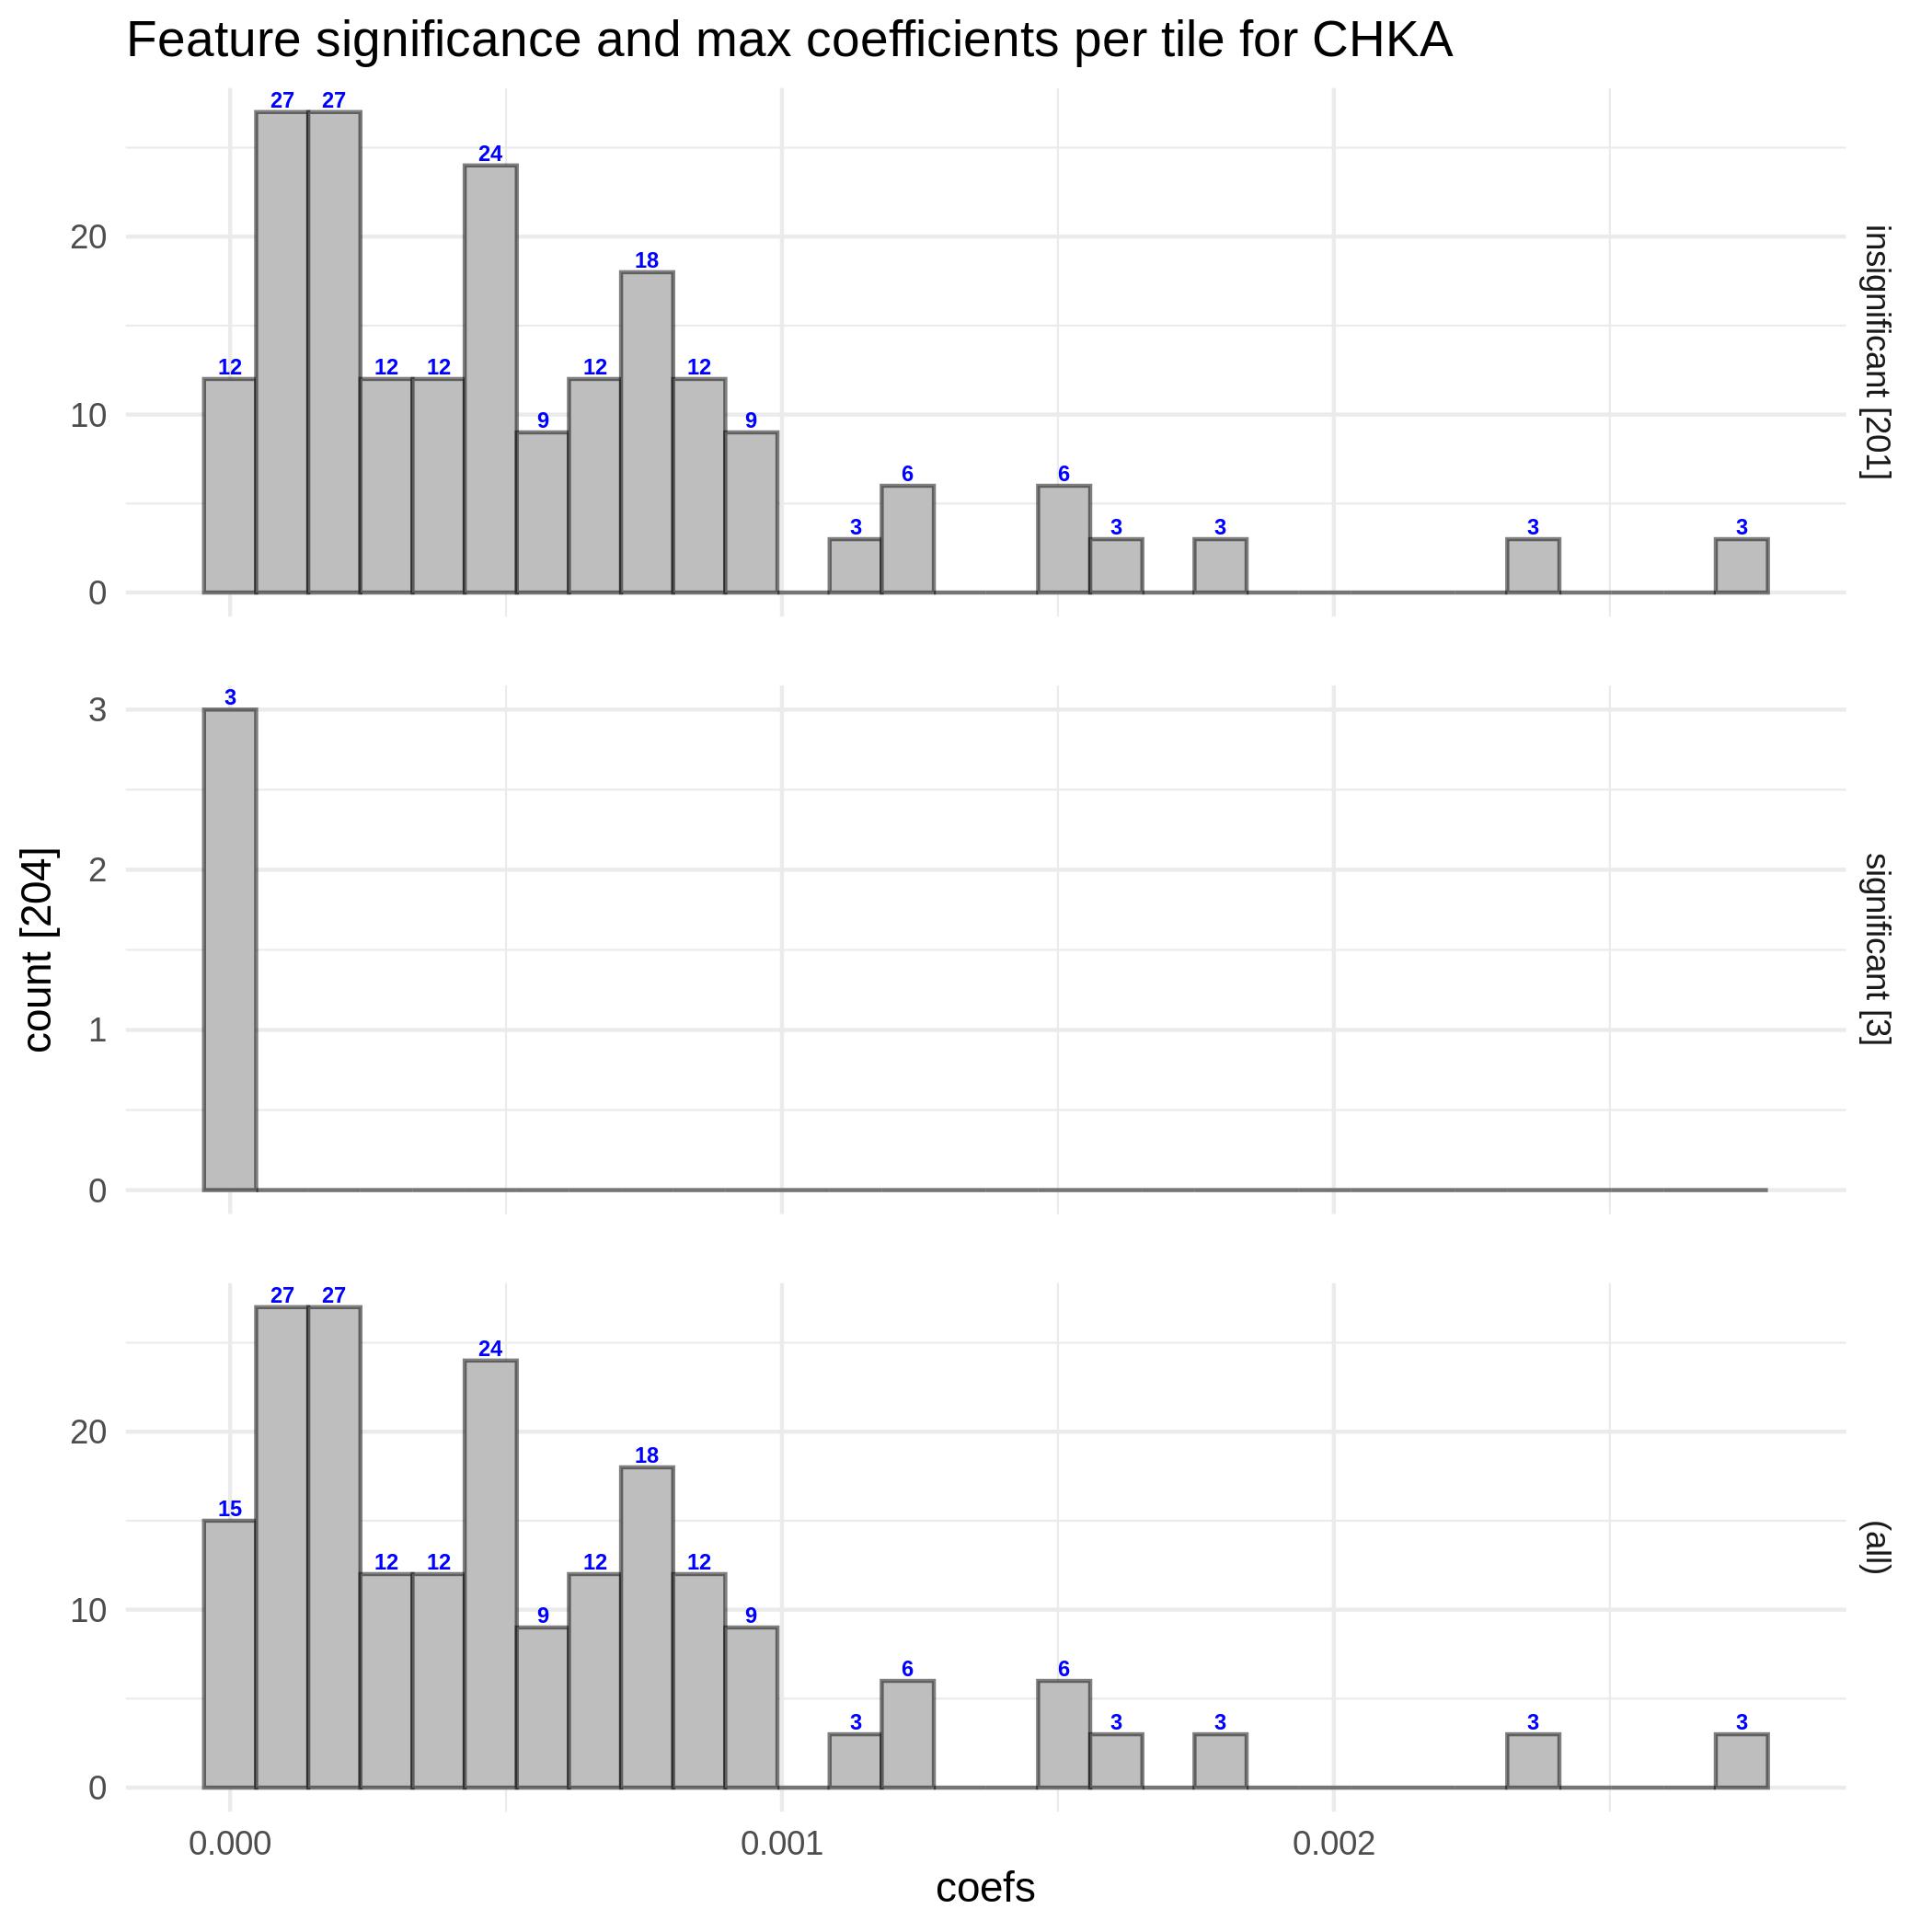 Feature significance and max coefficients per tile for CHKA
27 27
24
18
12 12 12 12 12
9 9
6 6
3 3 3 3 3
20
10
0
insignificant [201]
3
3
2
1
0
significant [3]
count [204]
27 27
24
18
15
12 12 12 12
9 9
6 6
3 3 3 3 3
20
10
0
(all)
0.000 0.001 0.002
coefs